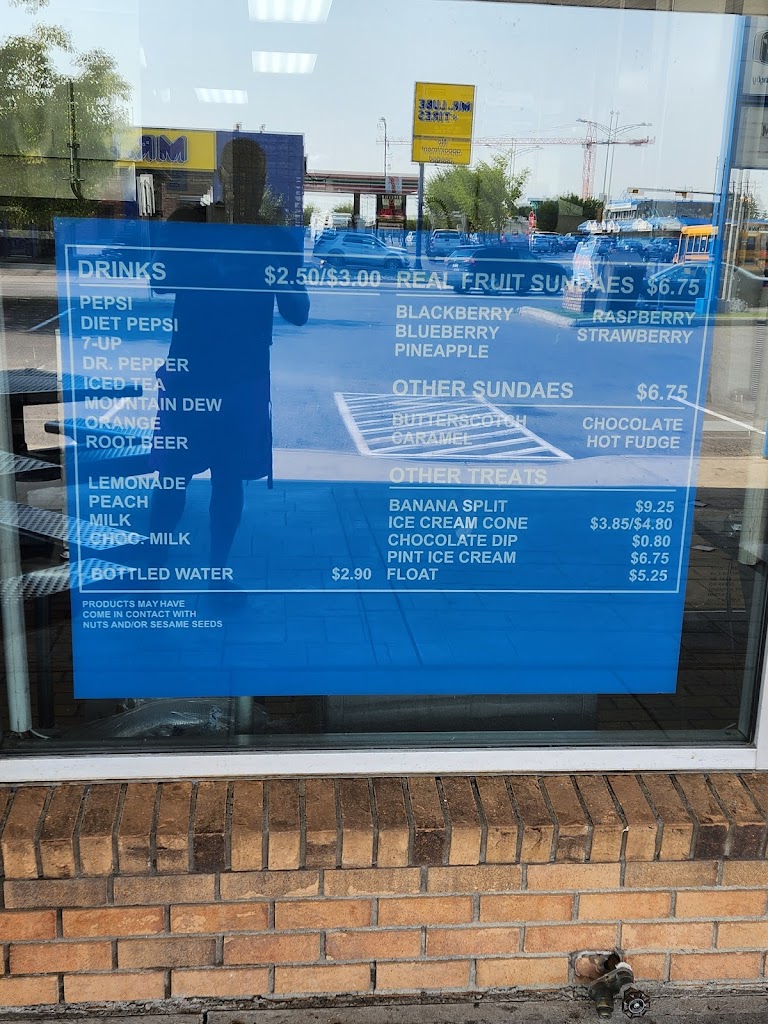 MR. LUBE
+ TIRES
DRINKS $2.50/$3.00
PEPSI
DIET PEPSI
7-UP
DR. PEPPER
ICED TEA
MOUNTAIN DEW
ORANGE
ROOT BEER
LEMONADE
PEACH
MILK
CHOC. MILK
BOTTLED WATER $2.90
PRODUCTS MAY HAVE
COME IN CONTACT WITH
NUTS AND/OR SESAME SEEDS
REAL FRUIT SUNDAES $6.75
BLACKBERRY RASPBERRY
BLUEBERRY STRAWBERRY
PINEAPPLE
OTHER SUNDAES $6.75
BUTTERSCOTCH CHOCOLATE
CARAMEL HOT FUDGE
OTHER TREATS
BANANA SPLIT $9.25
ICE CREAM CONE $3.85/$4.80
CHOCOLATE DIP $0.80
PINT ICE CREAM $6.75
FLOAT $5.25